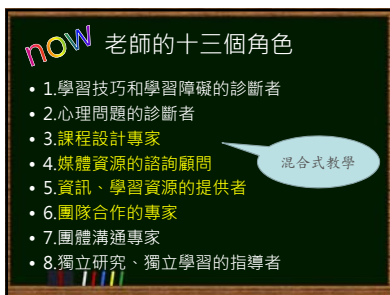 now 老師的十三個角色
• 1.學習技巧和學習障礙的診斷者
• 2.心理問題的診斷者
• 3.課程設計專家
• 4.媒體資源的諮詢顧問
混合式教學
• 5.資訊、學習資源的提供者
• 6.團隊合作的專家
• 7.團體溝通專家
• 8.獨立研究、獨立學習的指導者